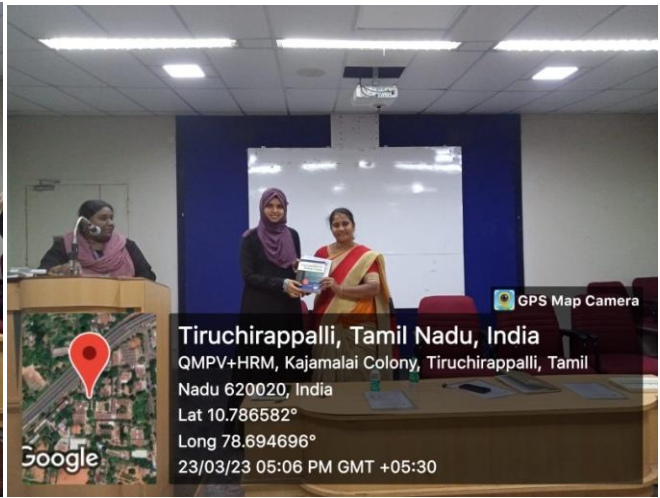 GPS Map Camera
Tiruchirappalli, Tamil Nadu, India
QMPV+HRM, Kajamalai Colony, Tiruchirappalli, Tamil
Nadu 620020, India
Lat 10.786582°
Long 78.694696°
23/03/23 05:06 PM GMT +05:30
Google